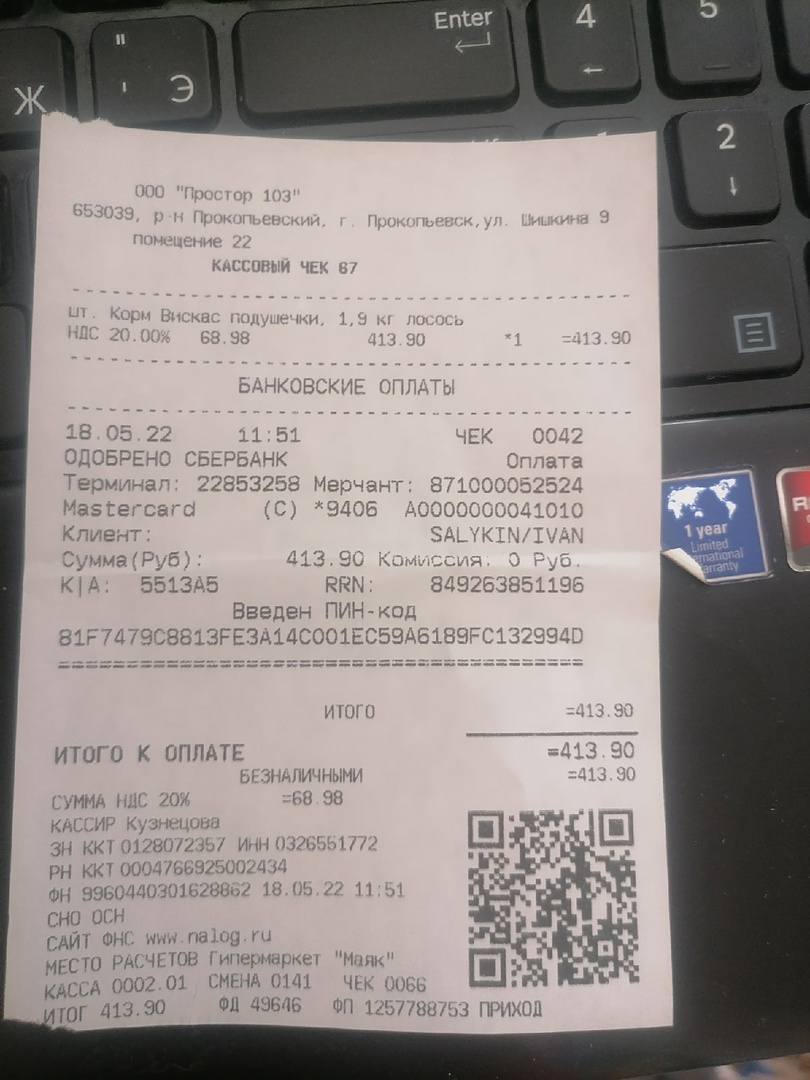 Enter
4
5
"
'
Э
Ж
2
ООО "Простор 103"
653039, р-н Прокопьевский, г. Прокопьевск,ул. Шишкина 9
помещение 22
КАССОВЫЙ ЧЕК 67
шт. Корм Вискас подушечки, 1,9 кг лосось
НДС 20.00% 68.98 413.90 *1 =413.90
БАНКОВСКИЕ ОПЛАТЫ
18.05.22 11:51 ЧЕК 0042
ОДОБРЕНО СБЕРБАНК Оплата
Терминал: 22853258 Мерчант: 871000052524
Mastercard (C) *9406 A0000000041010
Клиент: SALYKIN/IVAN
Сумма(Руб): 413.90 Комиссия: 0 Руб.
К|А: 5513A5 RRN: 849263851196
Введен ПИН-код
81F7479C8813FE3A14C001EC59A6189FC132994D
ИТОГО =413.90
ИТОГО К ОПЛАТЕ =413.90
БЕЗНАЛИЧНЫМИ =413.90
СУММА НДС 20% =68.98
КАССИР Кузнецова
ЗН ККТ 0128072357 ИНН 0326551772
РН ККТ 0004766925002434
ФН 9960440301628862 18.05.22 11:51
СНО ОСН
САЙТ ФНС www.nalog.ru
МЕСТО РАСЧЕТОВ Гипермаркет "Маяк"
КАССА 0002.01 СМЕНА 0141 ЧЕК 0066
ИТОГ 413.90 ФД 49646 ФП 1257788753 ПРИХОД
1 year
Limited
Warranty